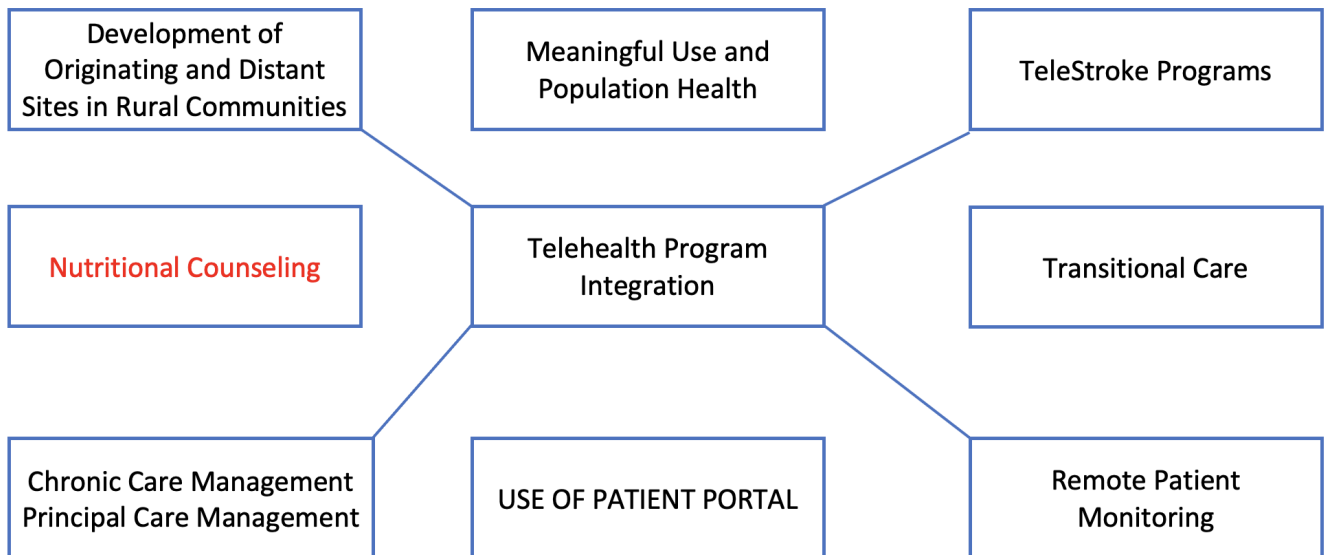 Development of
Originating and Distant
Sites in Rural Communities
Meaningful Use and
Population Health
TeleStroke Programs
Nutritional Counseling
Telehealth Program
Integration
Transitional Care
Chronic Care Management
Principal Care Management
USE OF PATIENT PORTAL
Remote Patient
Monitoring